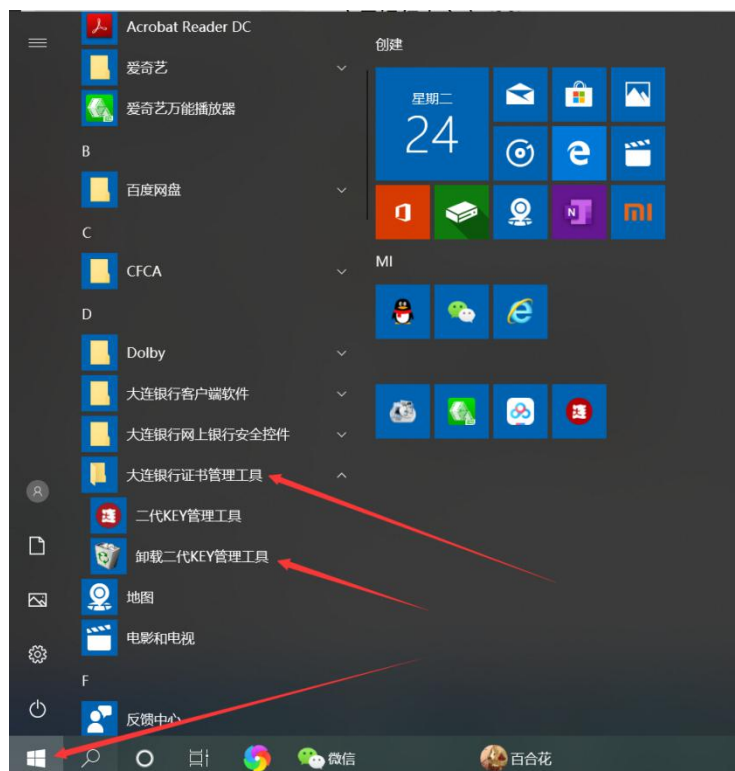 Acrobat Reader DC
爱奇艺
爱奇艺万能播放器
B
百度网盘
C
CFCA
D
Dolby
大连银行客户端软件
大连银行网上银行安全控件
大连银行证书管理工具
二代KEY管理工具
卸载二代KEY管理工具
地图
电影和电视
F
反馈中心
创建
星期二
24
N
MI
微信
百合花